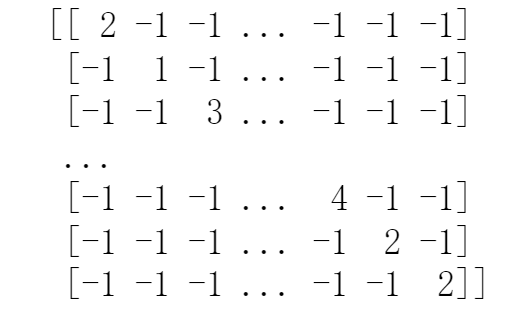 [[ 2 -1 -1 ... -1 -1 -1]
[-1 1 -1 ... -1 -1 -1]
[-1 -1 3 ... -1 -1 -1]
...
[-1 -1 -1 ... 4 -1 -1]
[-1 -1 -1 ... -1 2 -1]
[-1 -1 -1 ... -1 -1 2]]